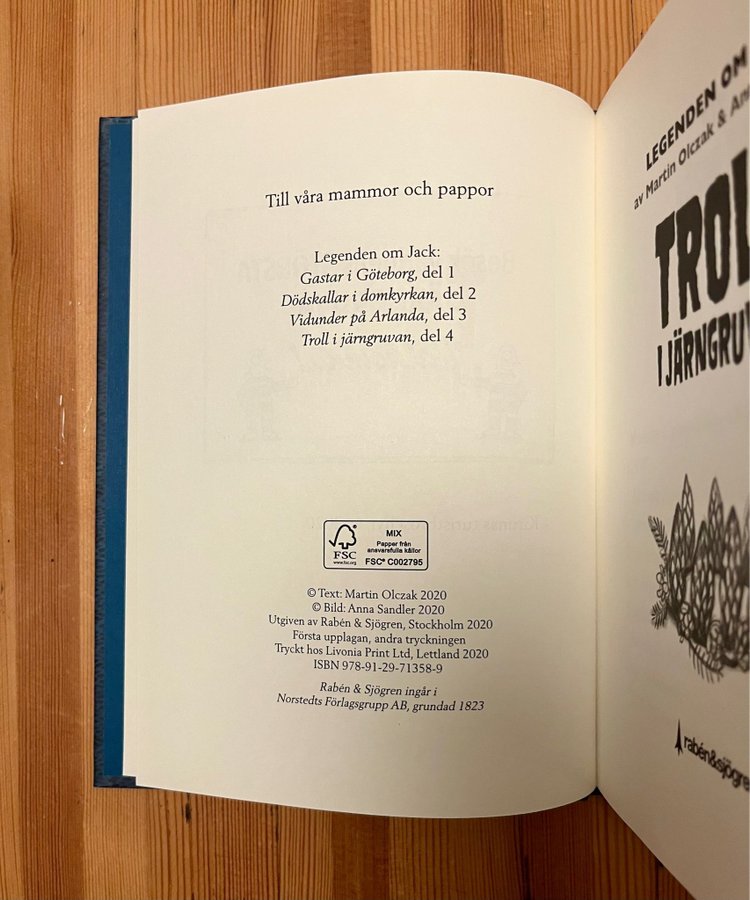 Till våra mammor och pappor
Legenden om Jack:
Gastar i Göteborg, del 1
Dödskallar i domkyrkan, del 2
Vidunder på Arlanda, del 3
Troll i järngruvan, del 4
FSC
www.fsc.org
MIX
Papper från
ansvarsfulla källor
FSC® C002795
© Text: Martin Olczak 2020
© Bild: Anna Sandler 2020
Utgiven av Rabén & Sjögren, Stockholm 2020
Första upplagan, andra tryckningen
Tryckt hos Livonia Print Ltd, Lettland 2020
ISBN 978-91-29-71358-9
Rabén & Sjögren ingår i
Norstedts Förlagsgrupp AB, grundad 1823
LEGENDEN OM
av Martin Olczak &
TROL
I JÄRNGRUV
rabén&sjögren